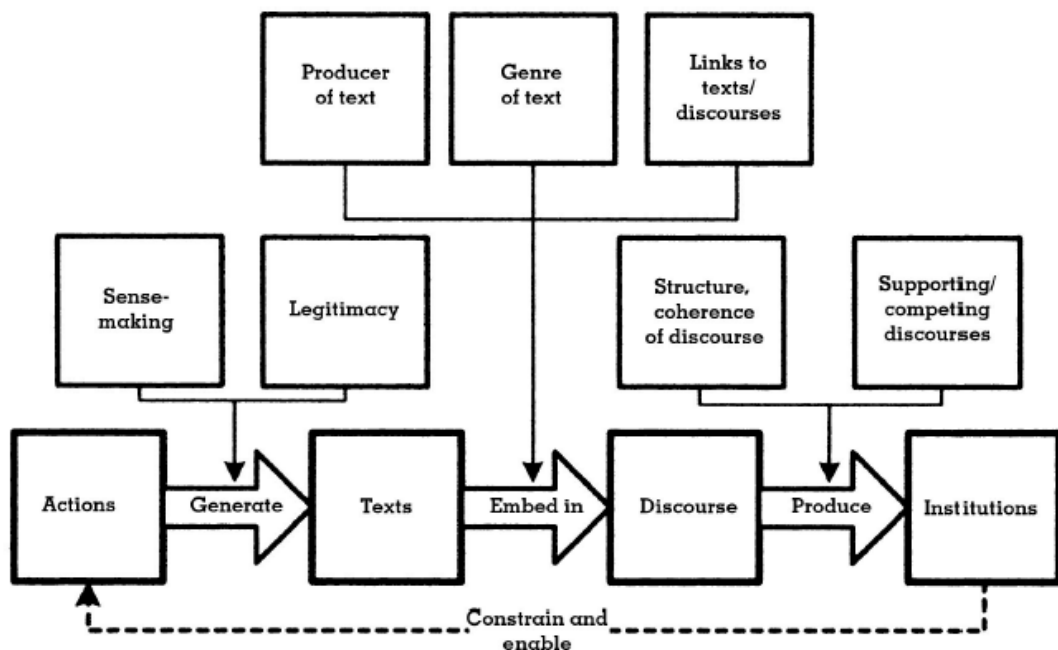 Producer
of text
Genre
of text
Links to
texts/
discourses
Sense-
making
Legitimacy
Structure,
coherence
of discourse
Supporting/
competing
discourses
Actions
Generate
Texts
Embed in
Discourse
Produce
Institutions
Constrain and
enable